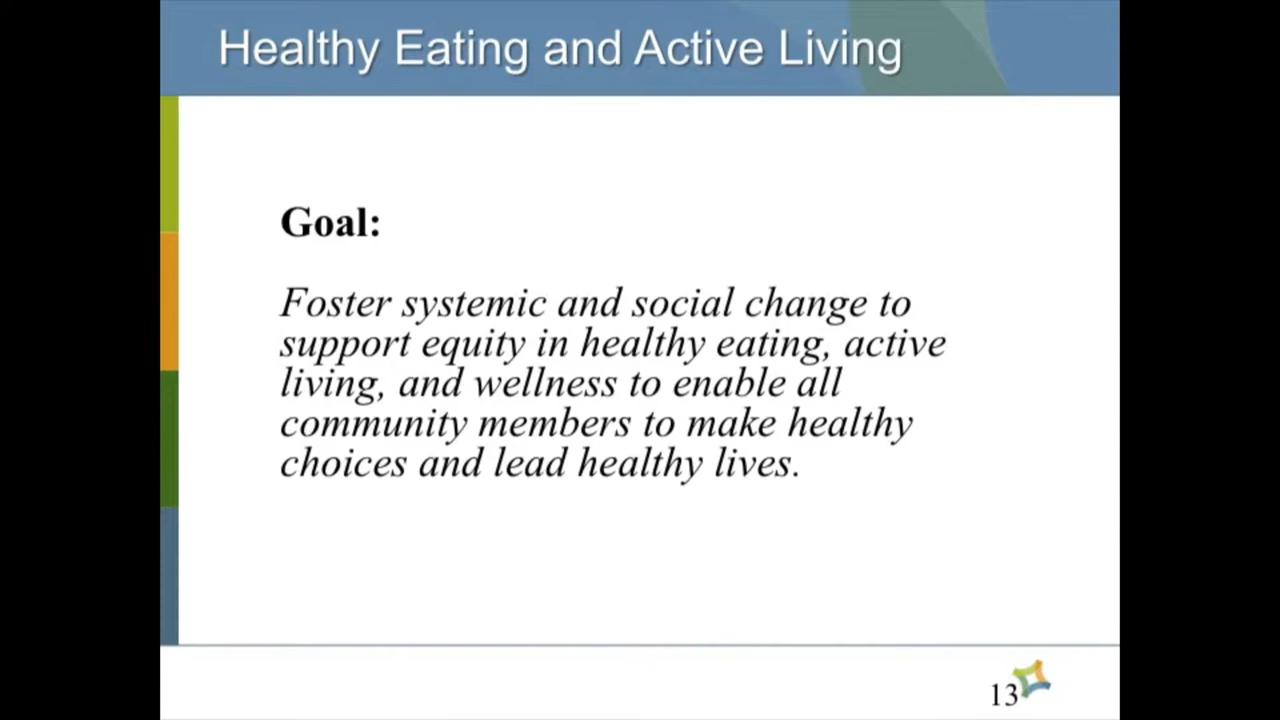 Healthy Eating and Active Living
Goal:
Foster systemic and social change to
support equity in healthy eating, active
living, and wellness to enable all
community members to make healthy
choices and lead healthy lives.
13